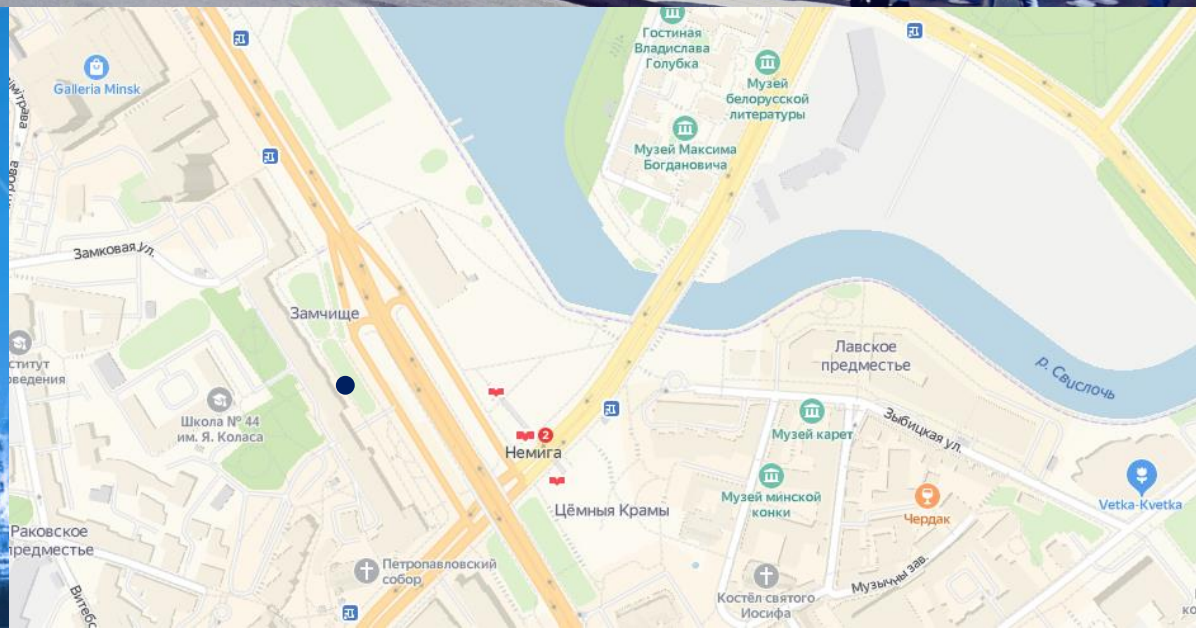 Гостиная
Владислава
Голубка
Galleria Minsk
Музей
белорусской
литературы
Музей Максима
Богдановича
Замковая ул.
Замчище
Лавское
предместье
р. Свислочь
Школа № 44
им. Я. Коласа
2
Немига
Музей карет
Зыбицкая ул.
Цёмныя Крамы
Музей минской
конки
Чердак
Vetka-Kvetka
Раковское
предместье
Петропавловский
собор
Музычны зав.
Костёл святого
Иосифа